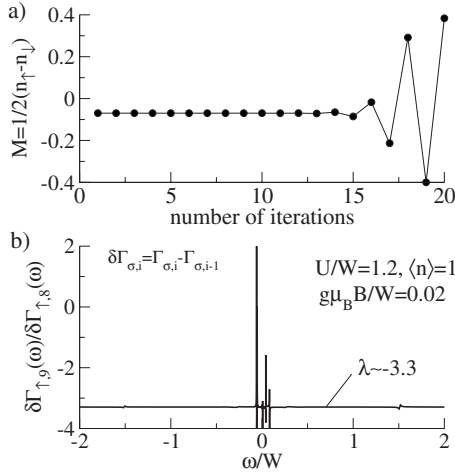 a)
0.4
0.2
0
-0.2
-0.4
M=1/2(n↑-n↓)
0 5 10 15 20
number of iterations
b)
2
0
-2
-4
δΓ↑,9(ω)/δΓ↑,8(ω)
δΓσ,i=Γσ,i-Γσ,i-1
U/W=1.2, ⟨n⟩=1
gμBB/W=0.02
λ~-3.3
-2 -1 0 1 2
ω/W